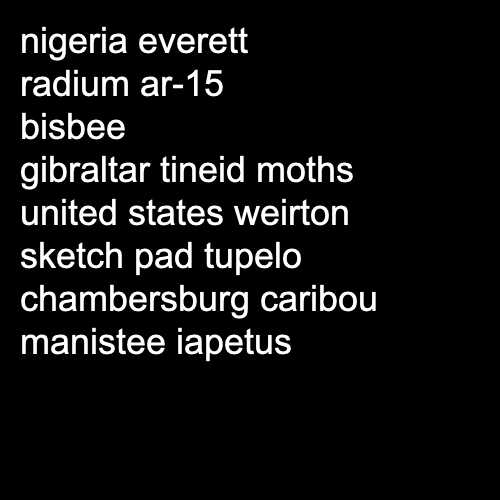 nigeria everett
radium ar-15
bisbee
gibraltar tineid moths
united states weirton
sketch pad tupelo
chambersburg caribou
manistee iapetus